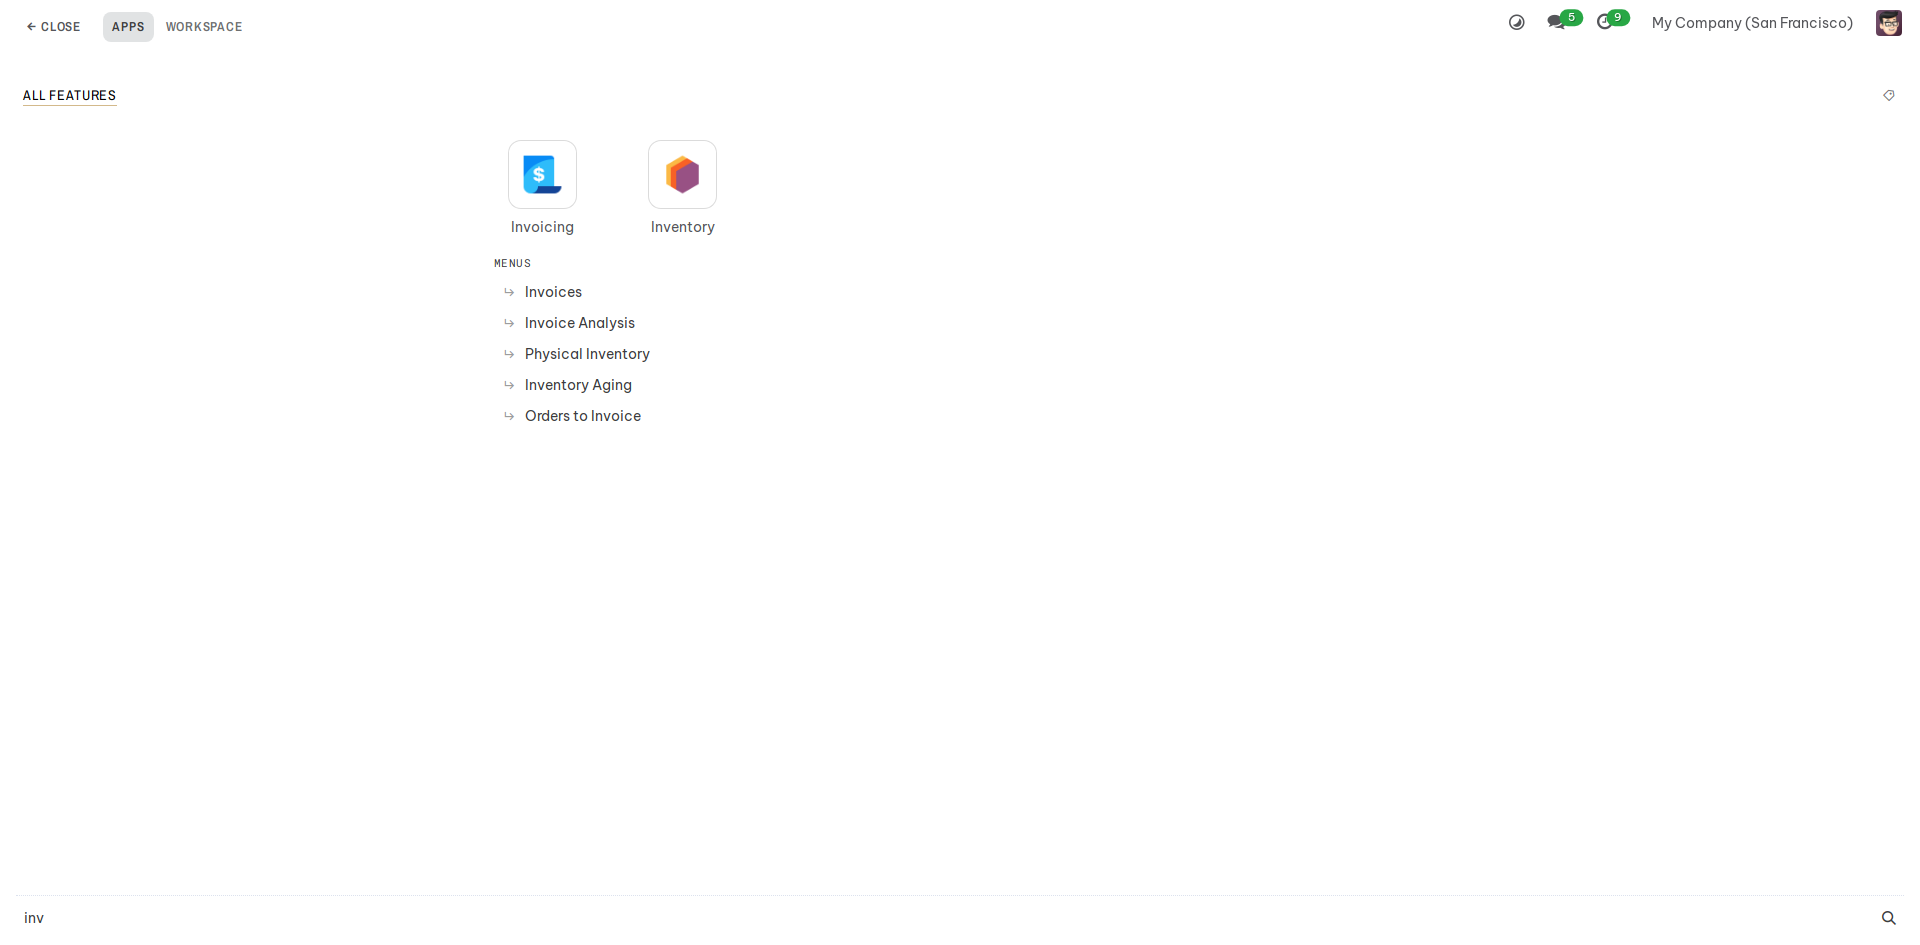 CLOSE APPS WORKSPACE 5 9 My Company (San Francisco)
ALL FEATURES
$
Invoicing Inventory
MENUS
Invoices
Invoice Analysis
Physical Inventory
Inventory Aging
Orders to Invoice
inv